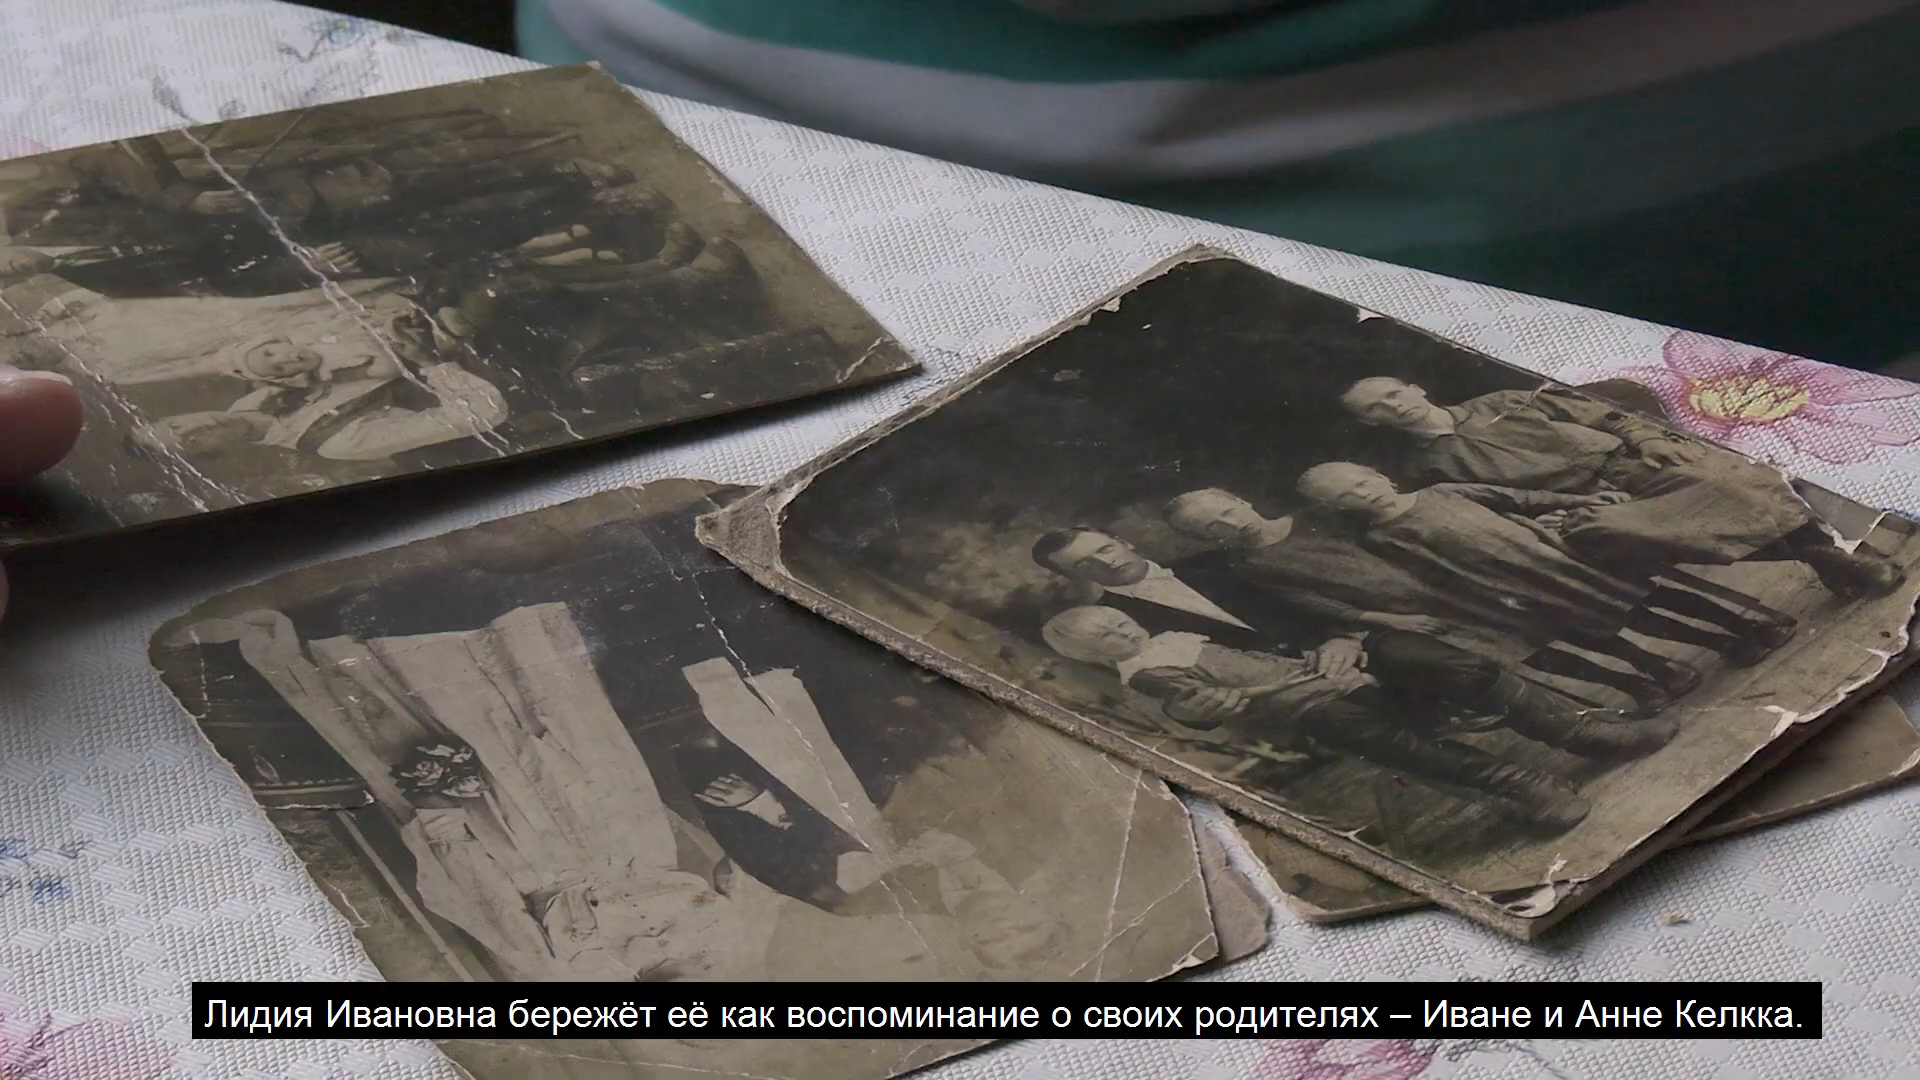 Лидия Ивановна бережёт её как воспоминание о своих родителях – Иване и Анне Келкка.